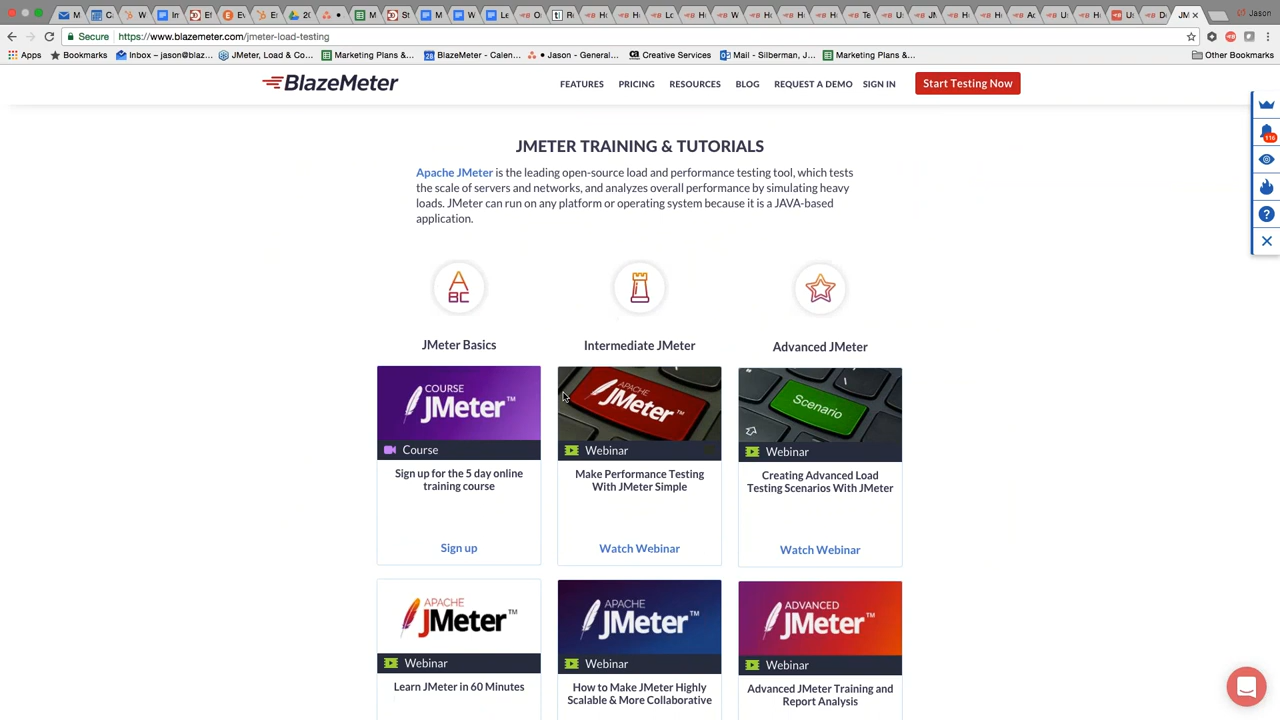 Jason
Secure
https://www.blazemeter.com/jmeter-load-testing
Apps
Bookmarks
Inbox – jason@blaz...
JMeter, Load & Co...
Marketing Plans &...
BlazeMeter - Calen...
• Jason - General...
Creative Services
Mail - Silberman, J...
Marketing Plans &...
Other Bookmarks
BlazeMeter
FEATURES
PRICING
RESOURCES
BLOG
REQUEST A DEMO
SIGN IN
Start Testing Now
116
JMETER TRAINING & TUTORIALS
Apache JMeter is the leading open-source load and performance testing tool, which tests
the scale of servers and networks, and analyzes overall performance by simulating heavy
loads. JMeter can run on any platform or operating system because it is a JAVA-based
application.
A
BC
JMeter Basics
Intermediate JMeter
Advanced JMeter
COURSE
JMeter™
Course
Sign up for the 5 day online
training course
Sign up
APACHE
JMeter™
Webinar
Make Performance Testing
With JMeter Simple
Watch Webinar
Scenario
Webinar
Creating Advanced Load
Testing Scenarios With JMeter
Watch Webinar
APACHE
JMeter™
Webinar
Learn JMeter in 60 Minutes
APACHE
JMeter™
Webinar
How to Make JMeter Highly
Scalable & More Collaborative
ADVANCED
JMeter™
Webinar
Advanced JMeter Training and
Report Analysis